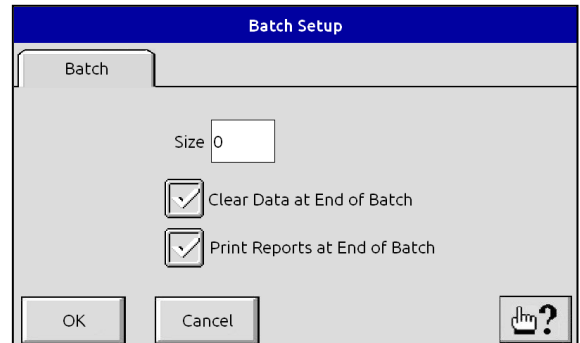 Batch Setup
Batch
Size 0
Clear Data at End of Batch
Print Reports at End of Batch
OK Cancel ?